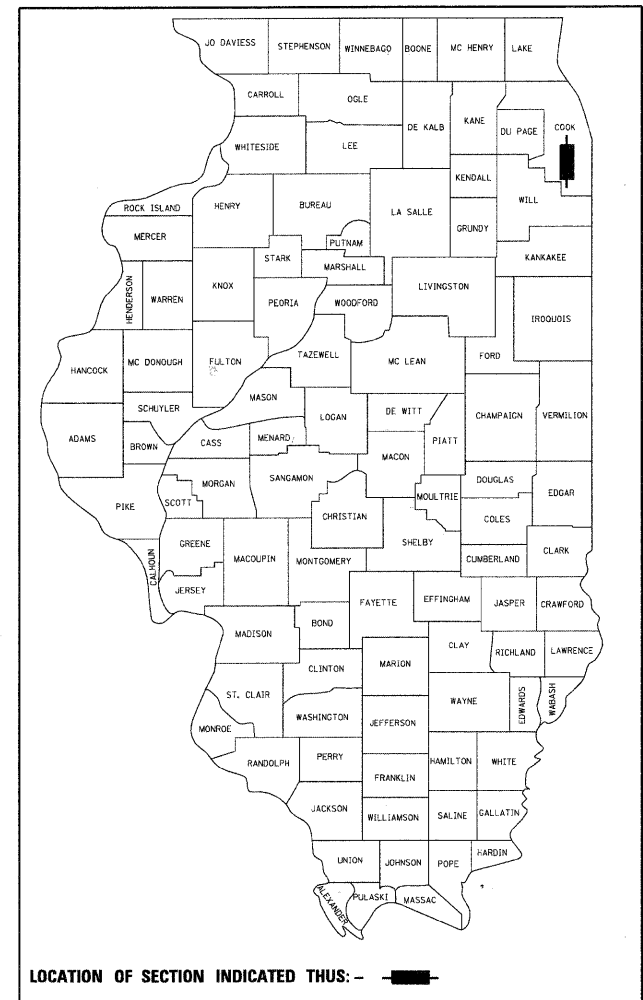 JO DAVIESS STEPHENSON WINNEBAGO BOONE MC HENRY LAKE
CARROLL OGLE DE KALB KANE DU PAGE COOK
WHITESIDE LEE
KENDALL WILL
ROCK ISLAND HENRY BUREAU LA SALLE GRUNDY
MERCER PUTNAM KANKAKEE
STARK MARSHALL
HENDERSON WARREN KNOX PEORIA WOODFORD LIVINGSTON IROQUOIS
HANCOCK MC DONOUGH FULTON TAZEWELL MC LEAN FORD
MASON
SCHUYLER LOGAN DE WITT CHAMPAIGN VERMILION
ADAMS BROWN CASS MENARD MACON PIATT
PIKE SCOTT MORGAN SANGAMON MOULTRIE DOUGLAS EDGAR
CHRISTIAN COLES
CALHOUN GREENE MACOUPIN MONTGOMERY SHELBY CUMBERLAND CLARK
JERSEY FAYETTE EFFINGHAM JASPER CRAWFORD
MADISON BOND
CLAY RICHLAND LAWRENCE
CLINTON MARION
ST. CLAIR WAYNE EDWARDS WABASH
MONROE WASHINGTON JEFFERSON
RANDOLPH PERRY HAMILTON WHITE
FRANKLIN
JACKSON WILLIAMSON SALINE GALLATIN
UNION JOHNSON POPE HARDIN
ALEXANDER PULASKI MASSAC
LOCATION OF SECTION INDICATED THUS: –